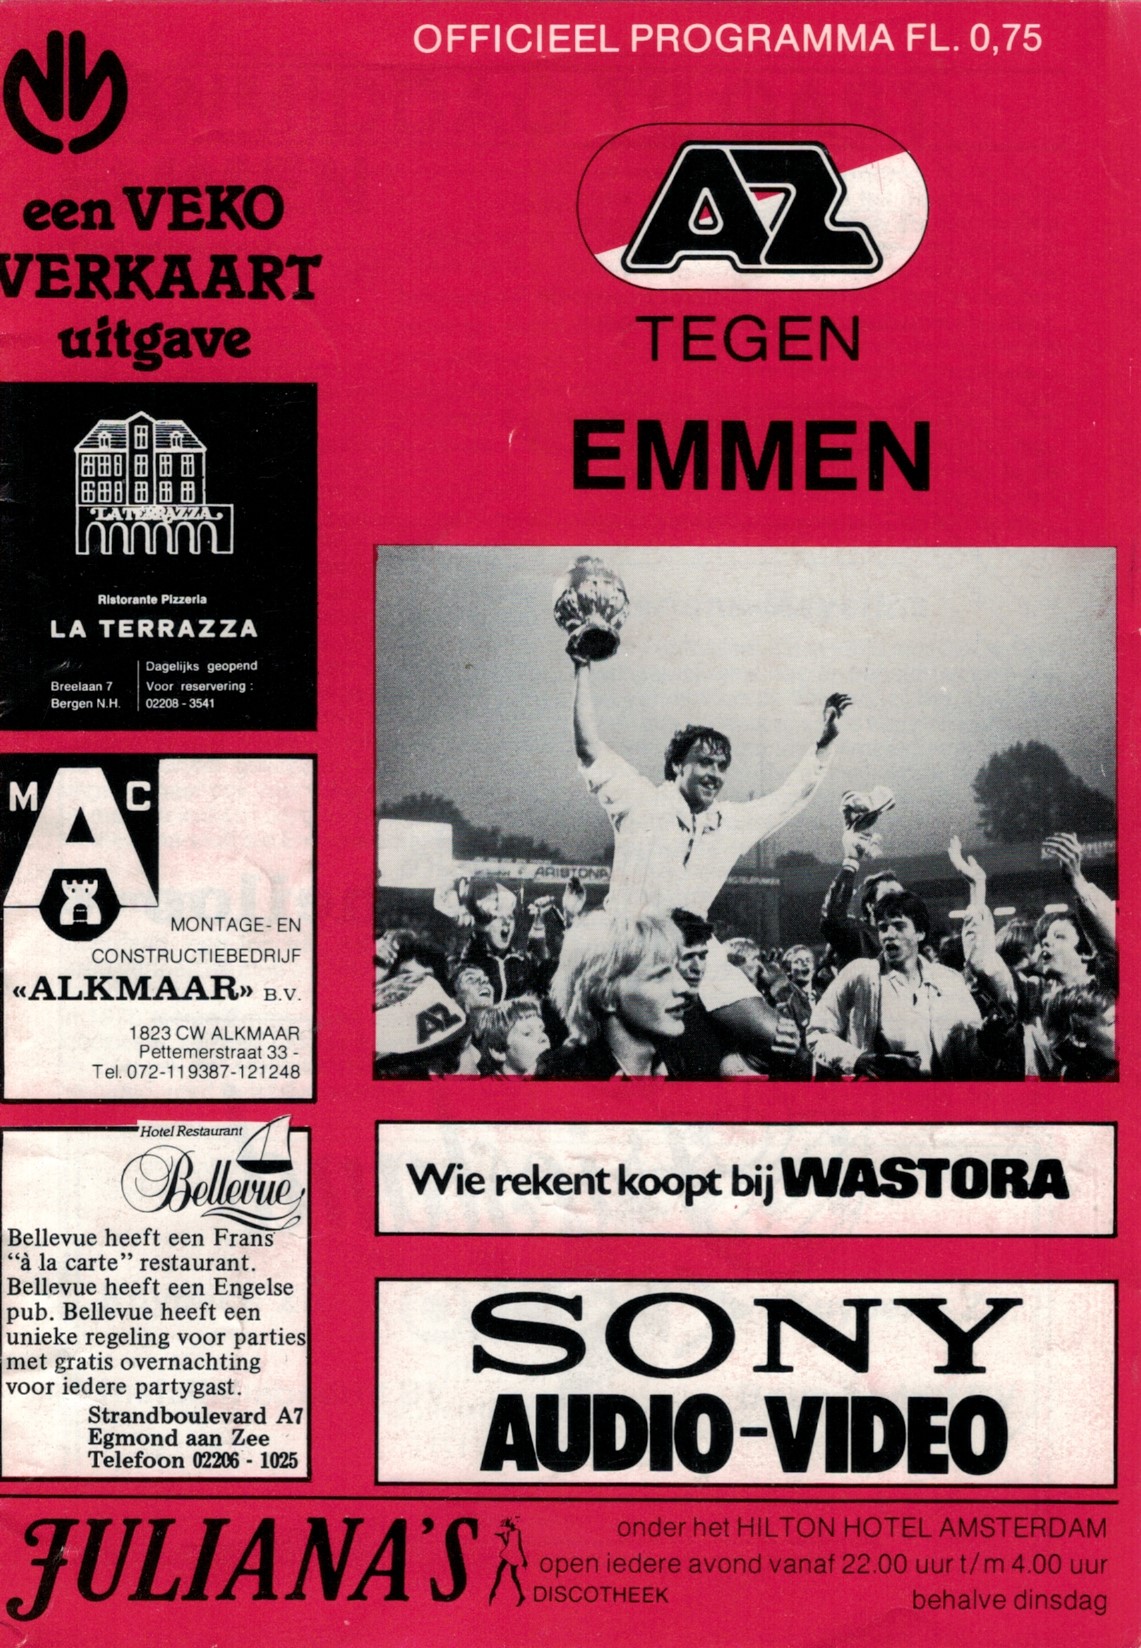 OFFICIEEL PROGRAMMA FL. 0,75
een VEKO
VERKAART
uitgave
AZ
TEGEN
EMMEN
LA TERRAZZA
Ristorante Pizzeria
LA TERRAZZA
Breelaan 7
Bergen N.H.
Dagelijks geopend
Voor reservering :
02208 - 3541
ARISTONA
AZ
M A C
MONTAGE- EN
CONSTRUCTIEBEDRIJF
«ALKMAAR» B.V.
1823 CW ALKMAAR
Pettemerstraat 33 -
Tel. 072-119387-121248
Hotel Restaurant
Bellevue
Bellevue heeft een Frans
“à la carte” restaurant.
Bellevue heeft een Engelse
pub. Bellevue heeft een
unieke regeling voor parties
met gratis overnachting
voor iedere partygast.
Strandboulevard A7
Egmond aan Zee
Telefoon 02206 - 1025
Wie rekent koopt bij WASTORA
SONY
AUDIO-VIDEO
JULIANA'S
DISCOTHEEK
onder het HILTON HOTEL AMSTERDAM
open iedere avond vanaf 22.00 uur t/m 4.00 uur
behalve dinsdag